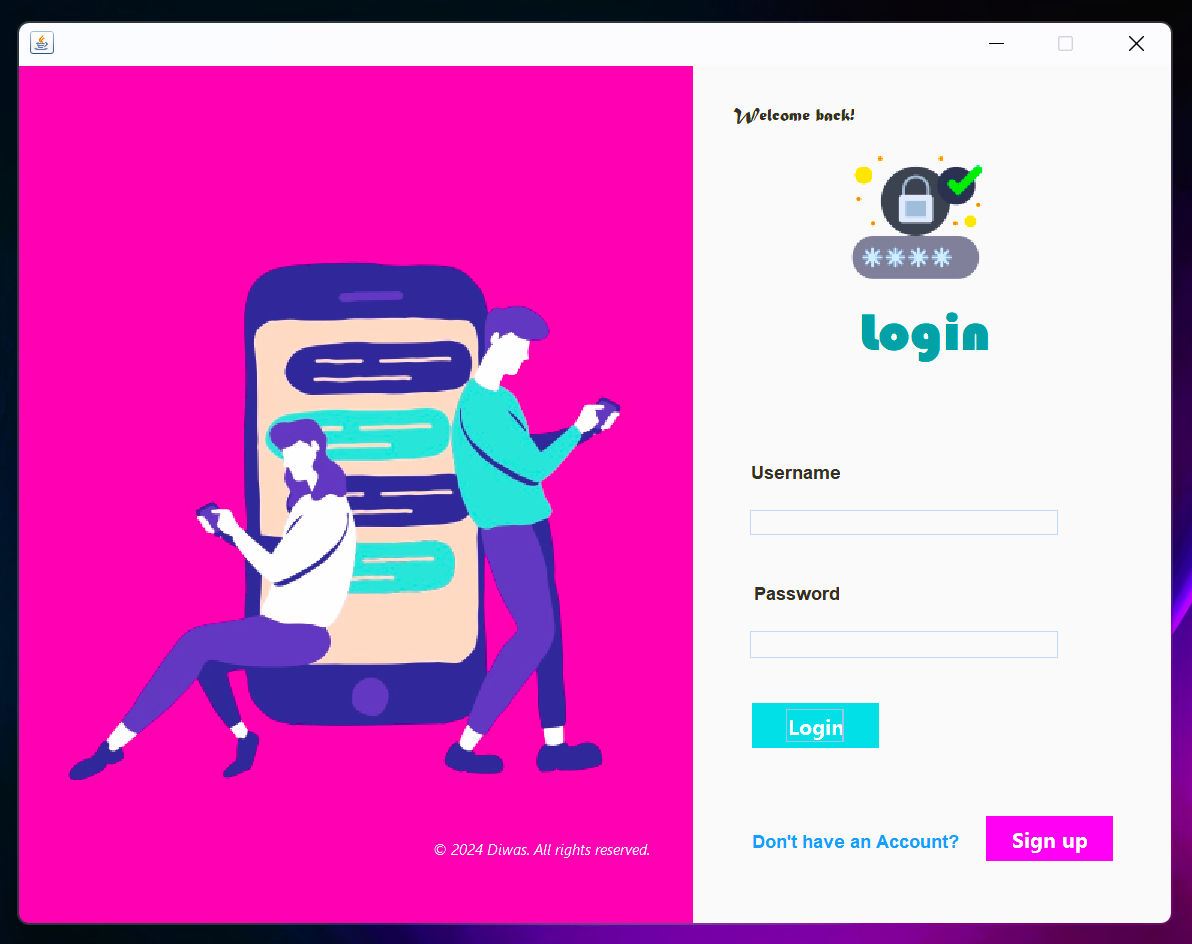 Welcome back!
****
Login
Username
Password
Login
Don't have an Account?
Sign up
© 2024 Diwas. All rights reserved.